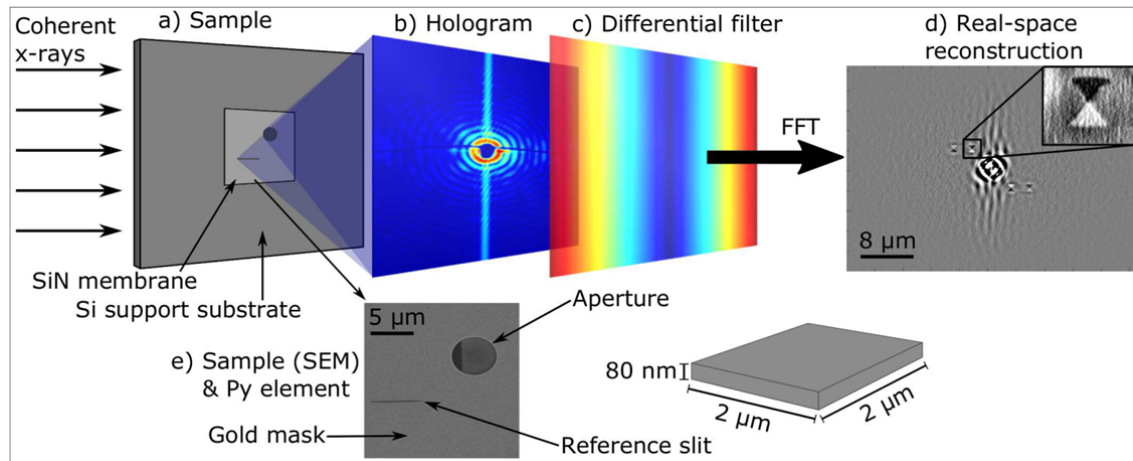 a) Sample
b) Hologram
c) Differential filter
d) Real-space
reconstruction
Coherent
x-rays
FFT
8 μm
SiN membrane
Si support substrate
Aperture
5 μm
e) Sample (SEM)
& Py element
80 nm
2 μm
2 μm
Gold mask
Reference slit